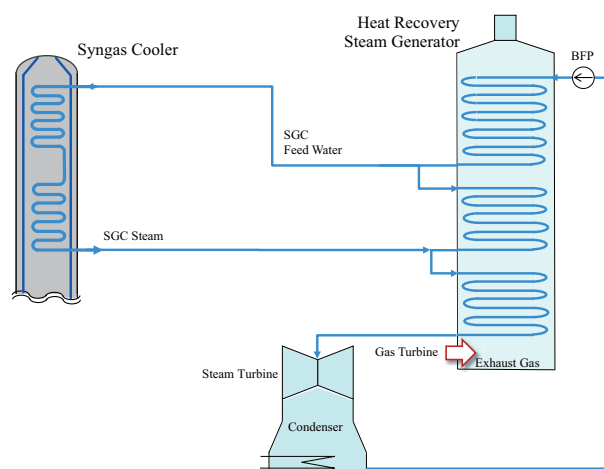 Heat Recovery
Steam Generator
Syngas Cooler
BFP
SGC
Feed Water
SGC Steam
Gas Turbine
Exhaust Gas
Steam Turbine
Condenser